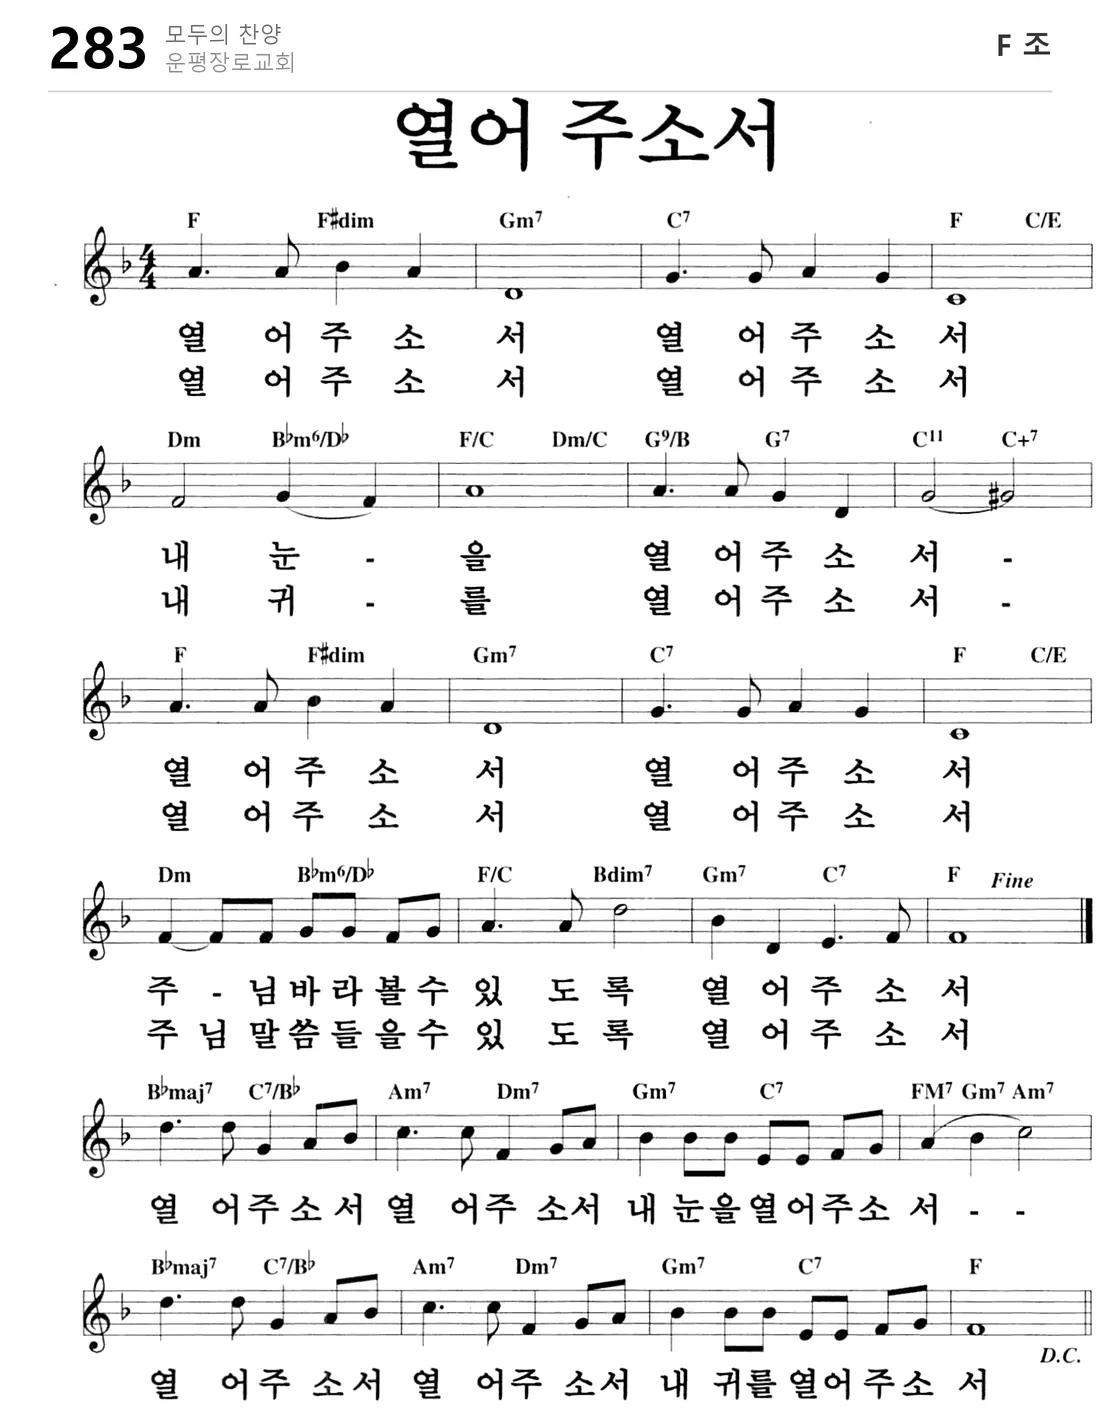 283
모두의 찬양
운평장로교회
F 조
열어 주소서
F F#dim Gm7 C7 F C/E
열 어 주 소 서 열 어 주 소 서
열 어 주 소 서 열 어 주 소 서
Dm B♭m6/D♭ F/C Dm/C G9/B G7 C11 C+7
내 눈 - 을 열 어 주 소 서 -
내 귀 - 를 열 어 주 소 서 -
F F#dim Gm7 C7 F C/E
열 어 주 소 서 열 어 주 소 서
열 어 주 소 서 열 어 주 소 서
Dm B♭m6/D♭ F/C Bdim7 Gm7 C7 F Fine
주 - 님 바 라 볼 수 있 도 록 열 어 주 소 서
주 님 말 씀 들 을 수 있 도 록 열 어 주 소 서
B♭maj7 C7/B♭ Am7 Dm7 Gm7 C7 FM7 Gm7 Am7
열 어 주 소 서 열 어 주 소 서 내 눈 을 열 어 주 소 서 - -
B♭maj7 C7/B♭ Am7 Dm7 Gm7 C7 F
D.C.
열 어 주 소 서 열 어 주 소 서 내 귀 를 열 어 주 소 서